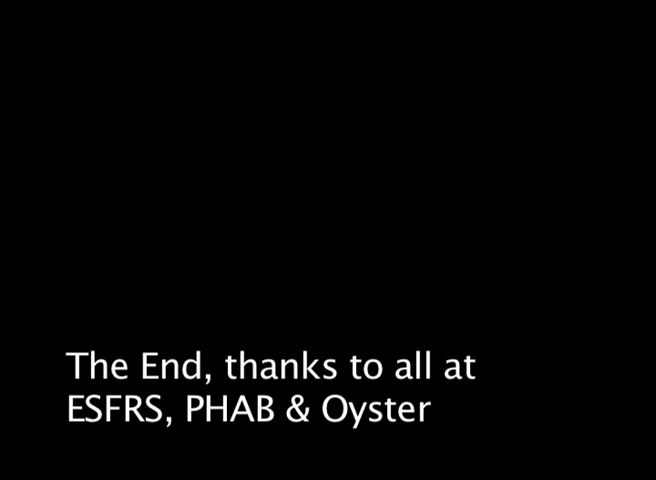 The End, thanks to all at
ESFRS, PHAB & Oyster